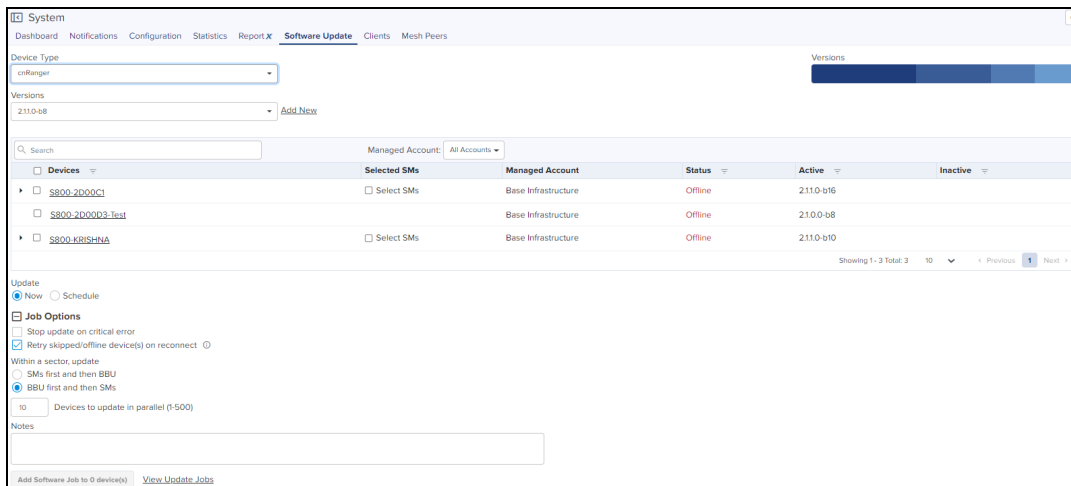 System
Dashboard Notifications Configuration Statistics Report X Software Update Clients Mesh Peers
Device Type
Versions
cnRanger
Versions
2.1.1.0-b8 Add New
Search Managed Account: All Accounts
Devices Selected SMs Managed Account Status Active Inactive
S800-2D00C1 Select SMs Base Infrastructure Offline 2.1.1.0-b16
S800-2D00D3-Test Base Infrastructure Offline 2.1.0.0-b8
S800-KRISHNA Select SMs Base Infrastructure Offline 2.1.1.0-b10
Showing 1 - 3 Total: 3 10 Previous 1 Next
Update
Now Schedule
Job Options
Stop update on critical error
Retry skipped/offline device(s) on reconnect
Within a sector, update
SMs first and then BBU
BBU first and then SMs
10 Devices to update in parallel (1-500)
Notes
Add Software Job to 0 device(s) View Update Jobs